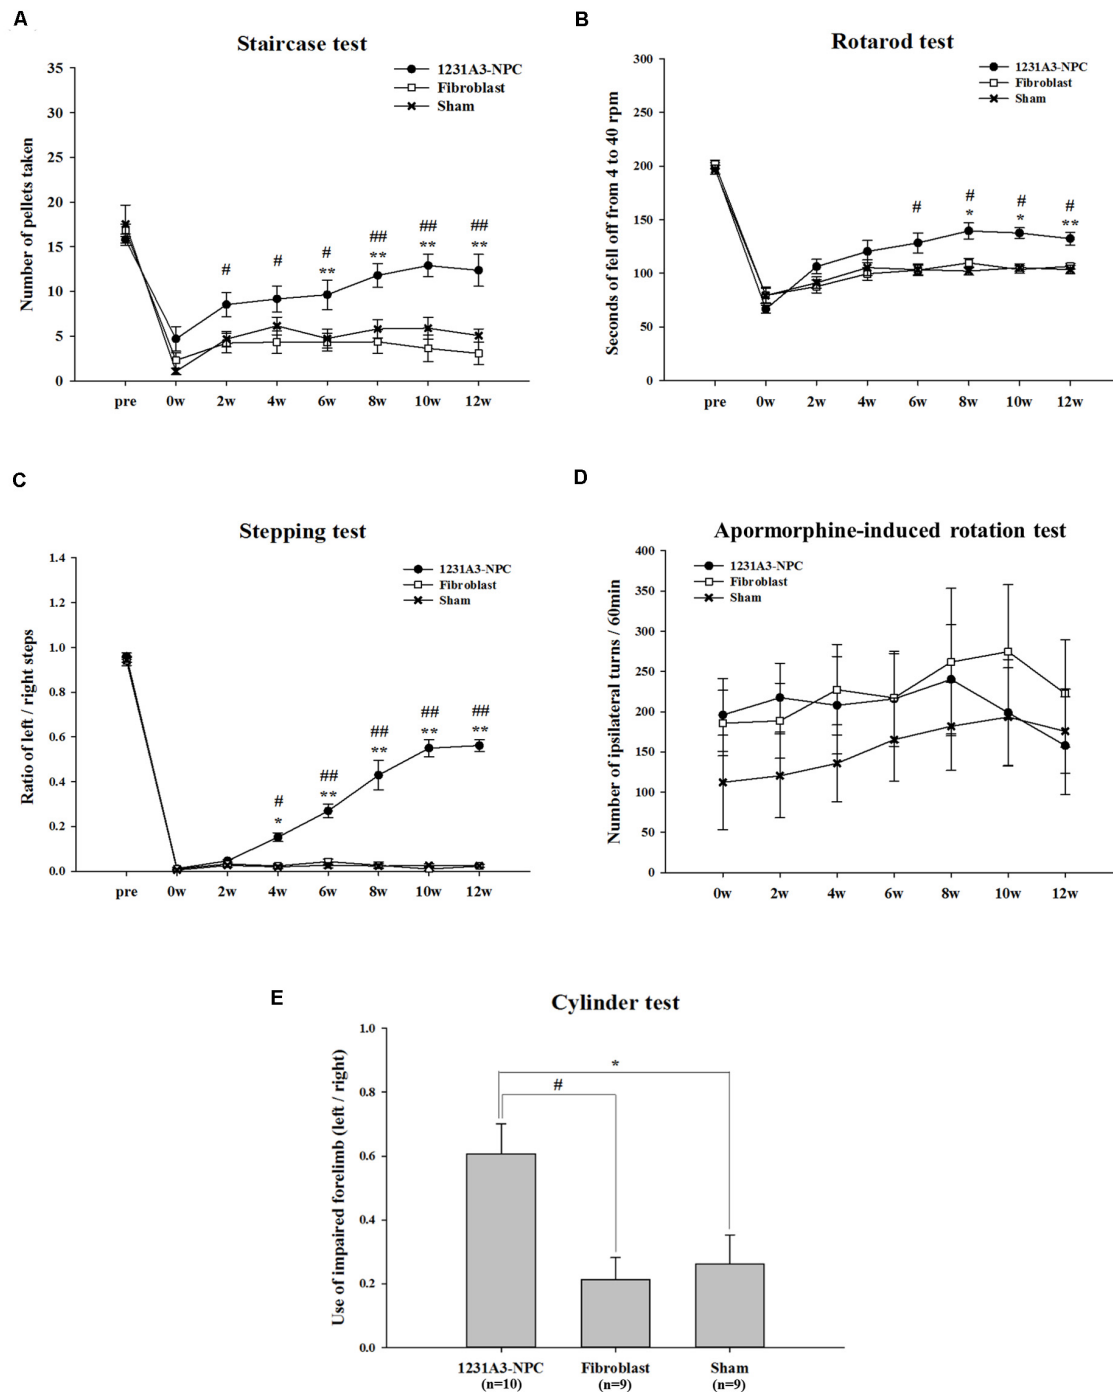 A
Staircase test
1231A3-NPC
Fibroblast
Sham
Number of pellets taken
35
30
25
20
15
10
5
0
# # # ## ## ##
** ** ** **
pre 0w 2w 4w 6w 8w 10w 12w
B
Rotarod test
1231A3-NPC
Fibroblast
Sham
Seconds of fell off from 4 to 40 rpm
300
250
200
150
100
50
0
# # # #
* * **
pre 0w 2w 4w 6w 8w 10w 12w
C
Stepping test
1231A3-NPC
Fibroblast
Sham
Ratio of left / right steps
1.4
1.2
1.0
0.8
0.6
0.4
0.2
0.0
# ## ## ## ##
* ** ** ** **
pre 0w 2w 4w 6w 8w 10w 12w
D
Apormorphine-induced rotation test
1231A3-NPC
Fibroblast
Sham
Number of ipsilateral turns / 60min
400
350
300
250
200
150
100
50
0
0w 2w 4w 6w 8w 10w 12w
E
Cylinder test
Use of impaired forelimb (left / right)
1.0
0.8
0.6
0.4
0.2
0.0
*
#
1231A3-NPC Fibroblast Sham
(n=10) (n=9) (n=9)